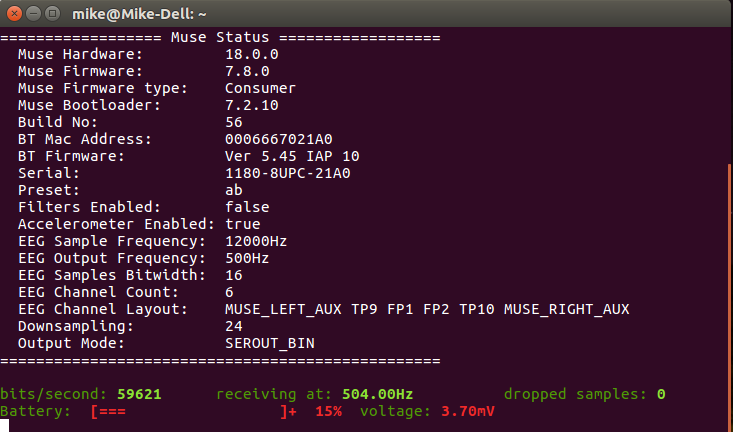 mike@Mike-Dell: ~
================== Muse Status ==================
Muse Hardware: 18.0.0
Muse Firmware: 7.8.0
Muse Firmware type: Consumer
Muse Bootloader: 7.2.10
Build No: 56
BT Mac Address: 0006667021A0
BT Firmware: Ver 5.45 IAP 10
Serial: 1180-8UPC-21A0
Preset: ab
Filters Enabled: false
Accelerometer Enabled: true
EEG Sample Frequency: 12000Hz
EEG Output Frequency: 500Hz
EEG Samples Bitwidth: 16
EEG Channel Count: 6
EEG Channel Layout: MUSE_LEFT_AUX TP9 FP1 FP2 TP10 MUSE_RIGHT_AUX
Downsampling: 24
Output Mode: SEROUT_BIN
=================================================
bits/second: 59621 receiving at: 504.00Hz dropped samples: 0
Battery: [=== ]+ 15% voltage: 3.70mV